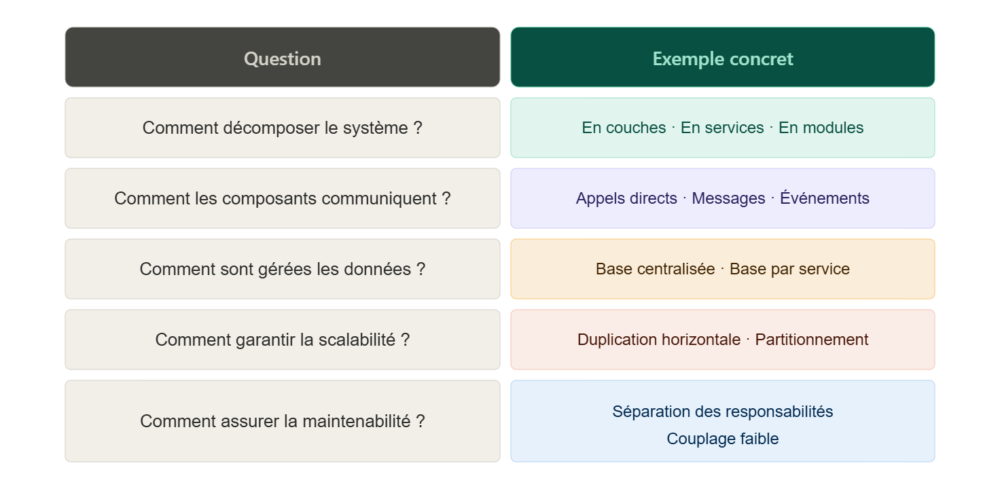 Question
Exemple concret
Comment décomposer le système ?
En couches · En services · En modules
Comment les composants communiquent ?
Appels directs · Messages · Événements
Comment sont gérées les données ?
Base centralisée · Base par service
Comment garantir la scalabilité ?
Duplication horizontale · Partitionnement
Comment assurer la maintenabilité ?
Séparation des responsabilités
Couplage faible